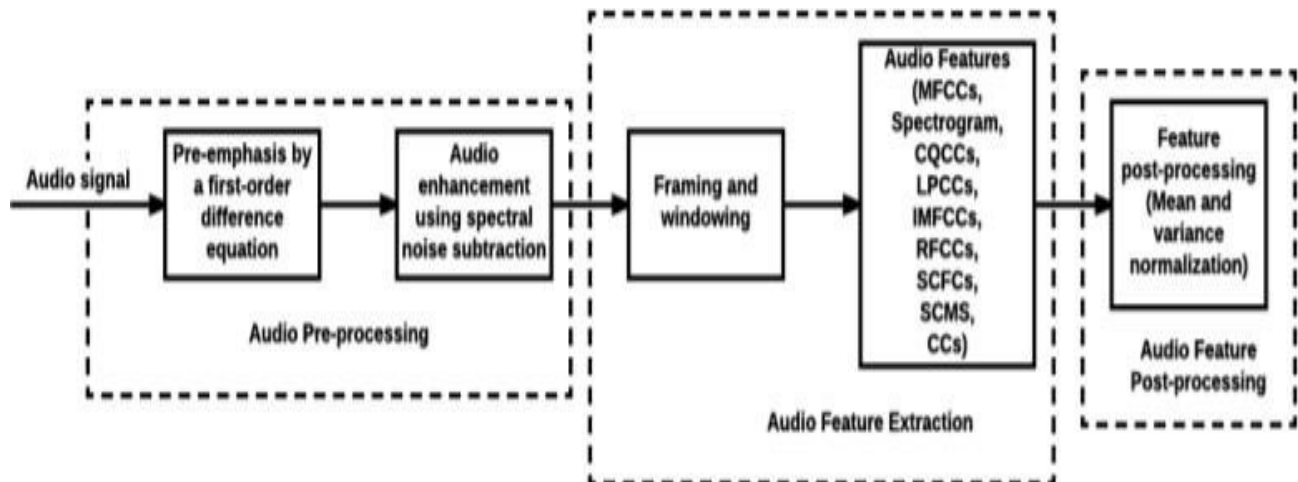 Audio signal
Pre-emphasis by
a first-order
difference
equation
Audio
enhancement
using spectral
noise subtraction
Audio Pre-processing
Framing and
windowing
Audio Features
(MFCCs,
Spectrogram,
CQCCs,
LPCCs,
IMFCCs,
RFCCs,
SCFCs,
SCMS,
CCs)
Audio Feature Extraction
Feature
post-processing
(Mean and
variance
normalization)
Audio Feature
Post-processing